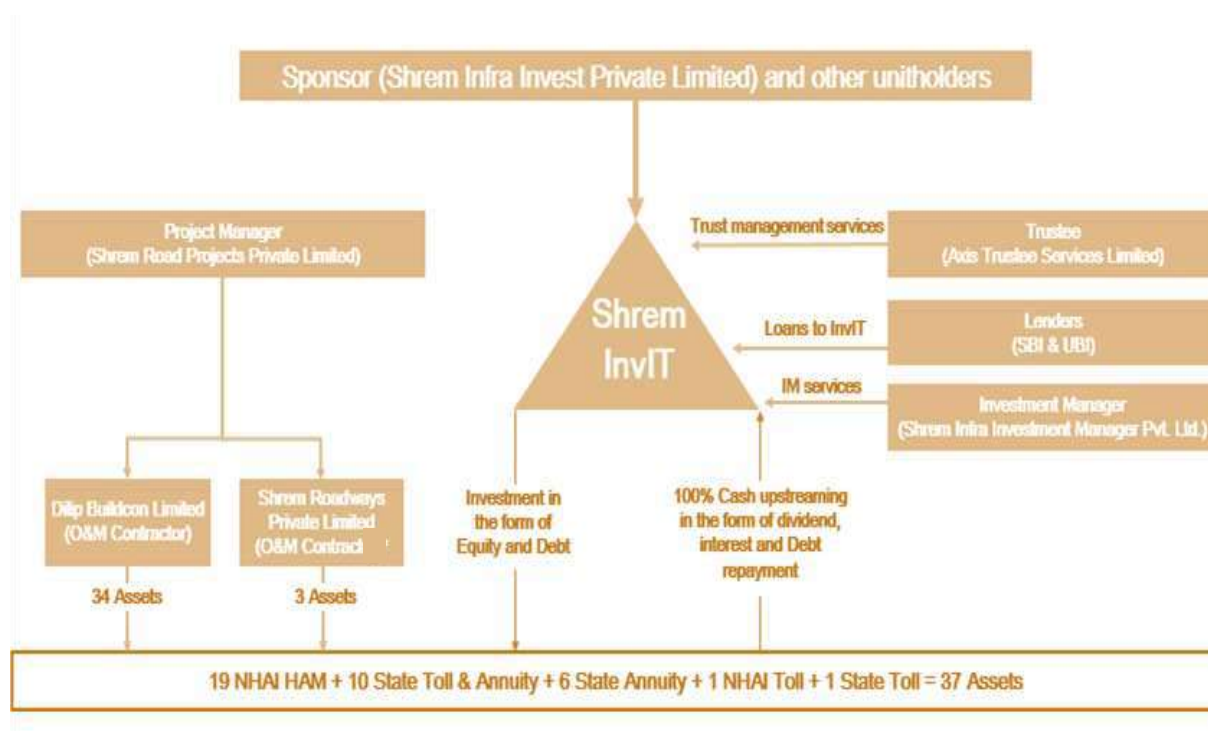 Sponsor (Shrem Infra Invest Private Limited) and other unitholders
Project Manager
(Shrem Road Projects Private Limited)
Trust management services
Trustee
(Axis Trustee Services Limited)
Shrem
InvIT
Loans to InvIT
Lenders
(SBI & UBI)
IM services
Investment Manager
(Shrem Infra Investment Manager Pvt. Ltd.)
Dilip Buildcon Limited
(O&M Contractor)
Shrem Roadways
Private Limited
(O&M Contract
Investment in
the form of
Equity and Debt
100% Cash upstreaming
in the form of dividend,
interest and Debt
repayment
34 Assets
3 Assets
19 NHAI HAM + 10 State Toll & Annuity + 6 State Annuity + 1 NHAI Toll + 1 State Toll = 37 Assets